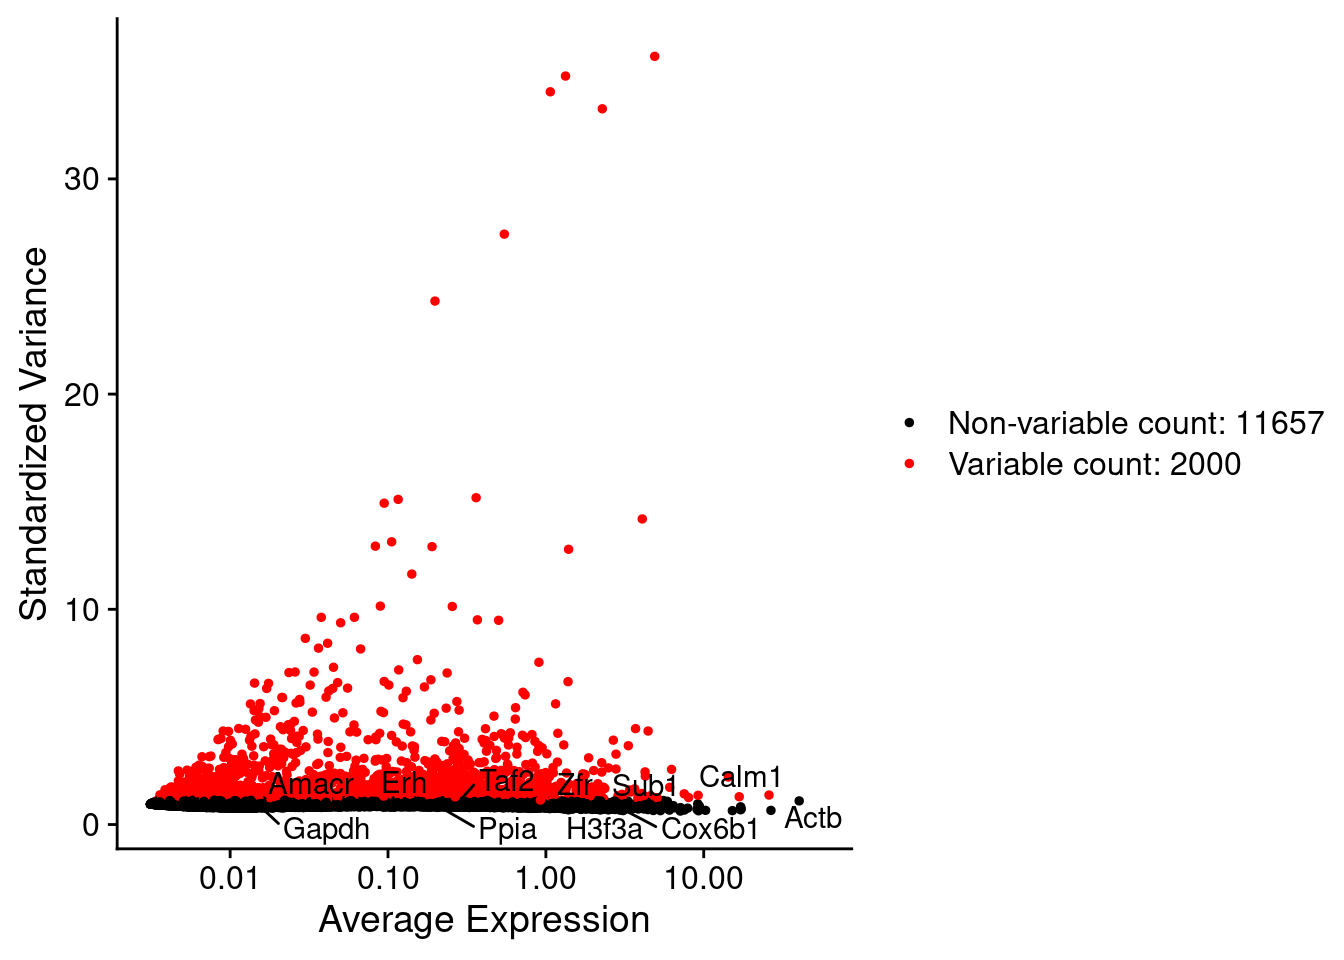 30
20
10
0
Standardized Variance
Amacr Erh Taf2 Zfr Sub1 Calm1
Gapdh Ppia H3f3a Cox6b1 Actb
0.01 0.10 1.00 10.00
Average Expression
Non-variable count: 11657
Variable count: 2000